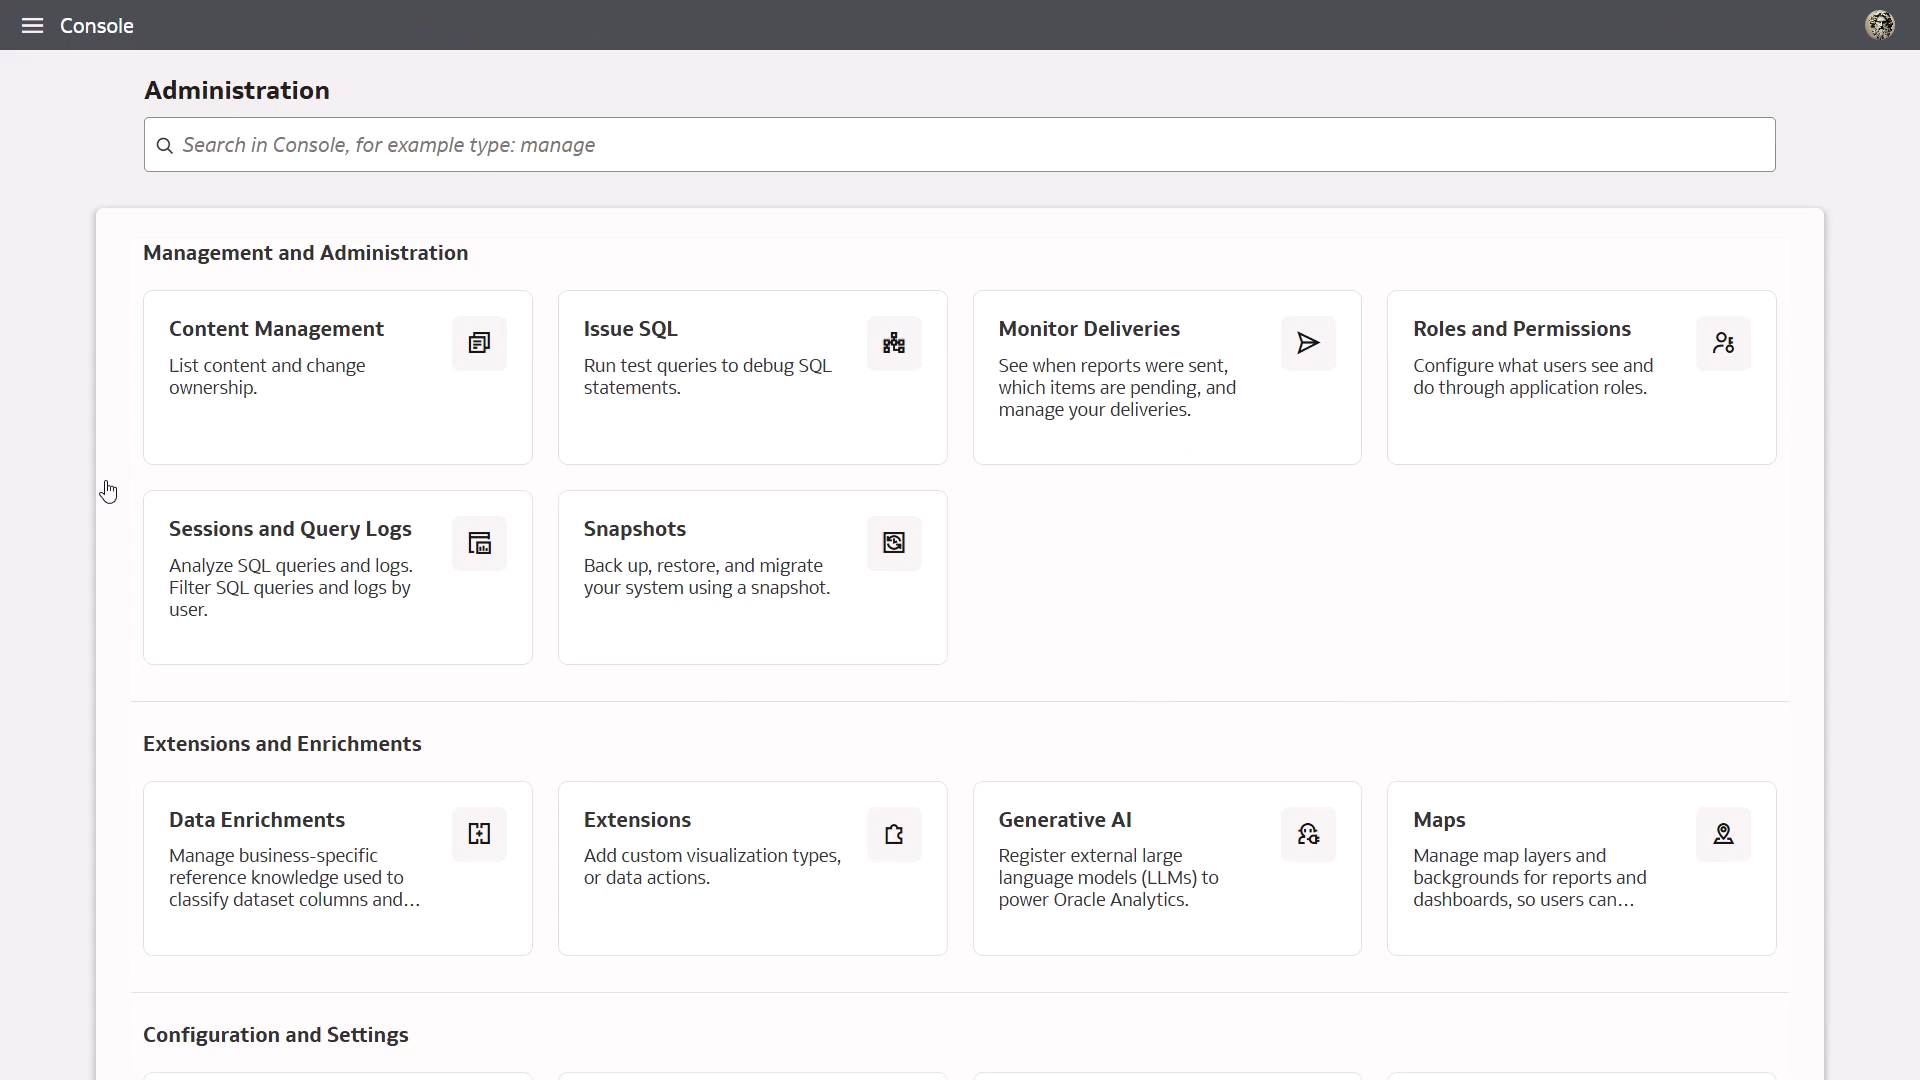 Console
Administration
Search in Console, for example type: manage
Management and Administration
Content Management
List content and change
ownership.
Issue SQL
Run test queries to debug SQL
statements.
Monitor Deliveries
See when reports were sent,
which items are pending, and
manage your deliveries.
Roles and Permissions
Configure what users see and
do through application roles.
Sessions and Query Logs
Analyze SQL queries and logs.
Filter SQL queries and logs by
user.
Snapshots
Back up, restore, and migrate
your system using a snapshot.
Extensions and Enrichments
Data Enrichments
Manage business-specific
reference knowledge used to
classify dataset columns and...
Extensions
Add custom visualization types,
or data actions.
Generative AI
Register external large
language models (LLMs) to
power Oracle Analytics.
Maps
Manage map layers and
backgrounds for reports and
dashboards, so users can...
Configuration and Settings